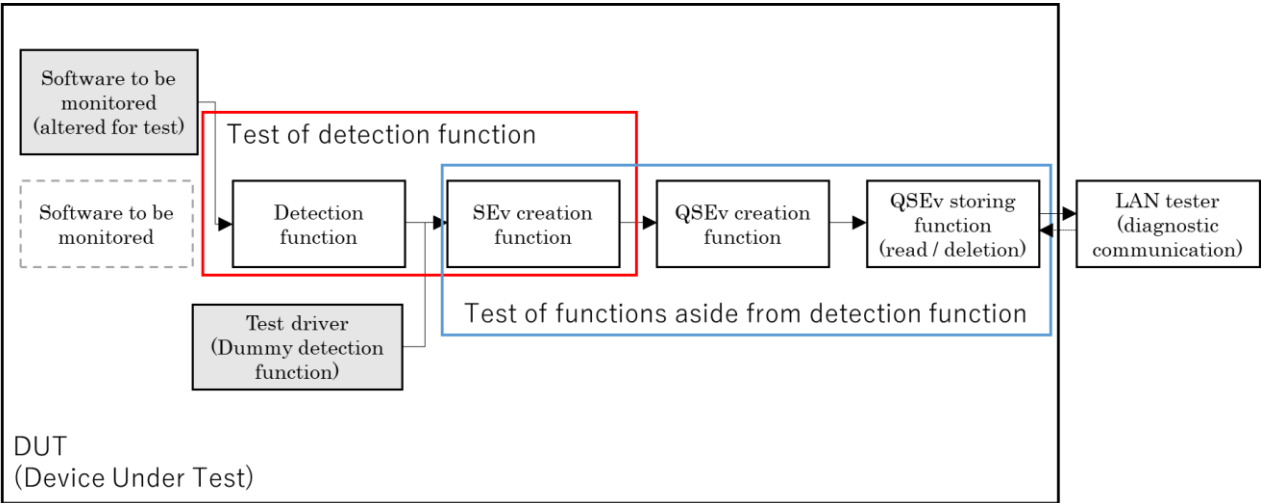 Software to be
monitored
(altered for test)
Test of detection function
Software to be
monitored
Detection
function
SEv creation
function
QSEv creation
function
QSEv storing
function
(read / deletion)
LAN tester
(diagnostic
communication)
Test of functions aside from detection function
Test driver
(Dummy detection
function)
DUT
(Device Under Test)